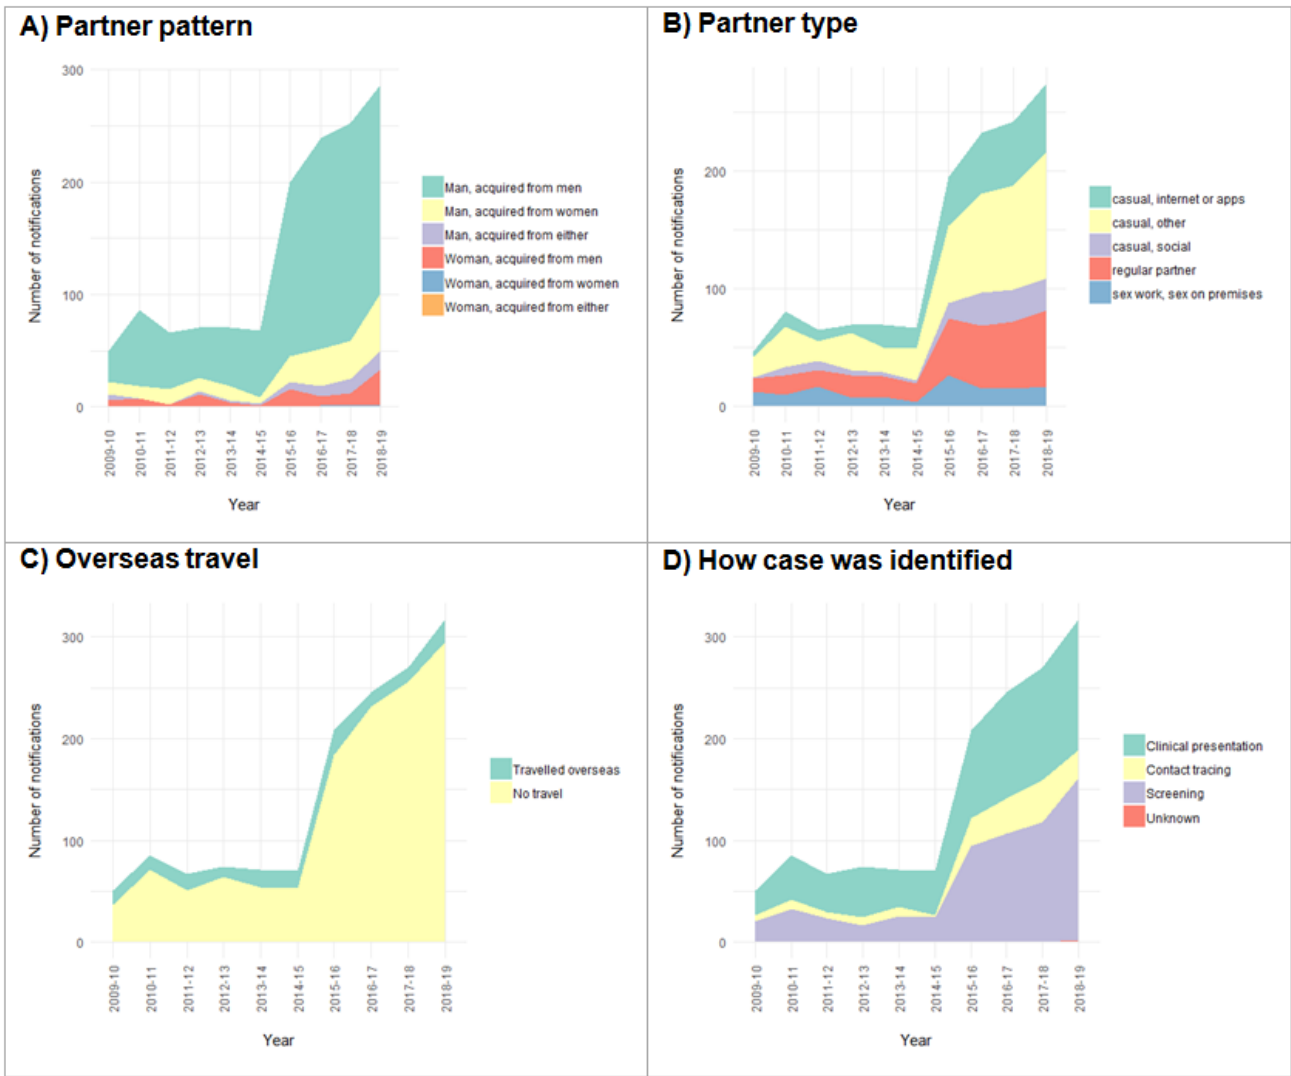 A) Partner pattern
300
200
100
0
Number of notifications
2009-10
2010-11
2011-12
2012-13
2013-14
2014-15
2015-16
2016-17
2017-18
2018-19
Year
Man, acquired from men
Man, acquired from women
Man, acquired from either
Woman, acquired from men
Woman, acquired from women
Woman, acquired from either
B) Partner type
200
100
0
Number of notifications
2009-10
2010-11
2011-12
2012-13
2013-14
2014-15
2015-16
2016-17
2017-18
2018-19
Year
casual, internet or apps
casual, other
casual, social
regular partner
sex work, sex on premises
C) Overseas travel
300
200
100
0
Number of notifications
2009-10
2010-11
2011-12
2012-13
2013-14
2014-15
2015-16
2016-17
2017-18
2018-19
Year
Travelled overseas
No travel
D) How case was identified
300
200
100
0
Number of notifications
2009-10
2010-11
2011-12
2012-13
2013-14
2014-15
2015-16
2016-17
2017-18
2018-19
Year
Clinical presentation
Contact tracing
Screening
Unknown